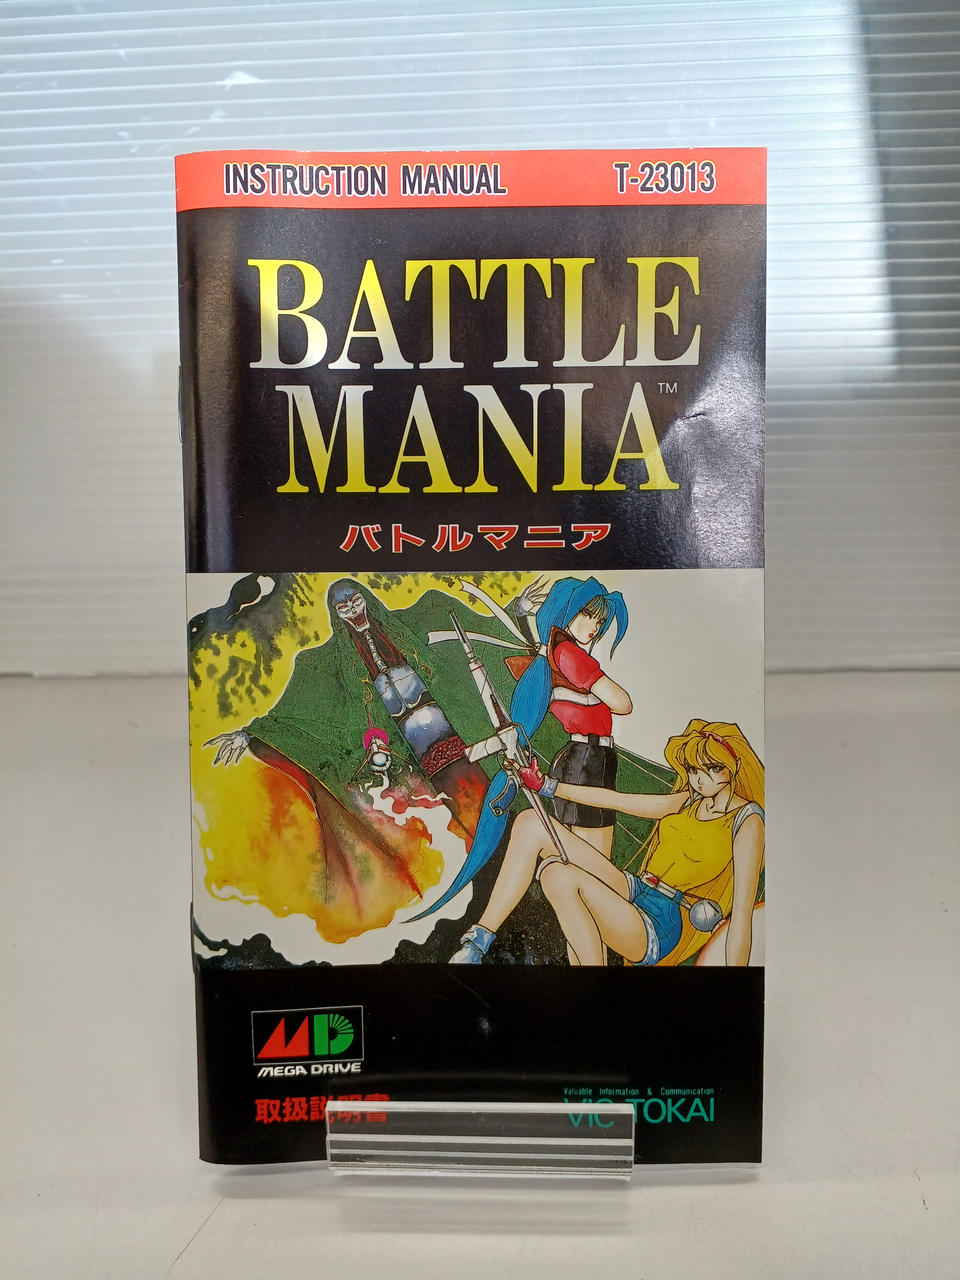 INSTRUCTION MANUAL T-23013
BATTLE
MANIA™
バトルマニア
MD
MEGA DRIVE
取扱説明書
Valuable Information & Communication
VIC TOKAI